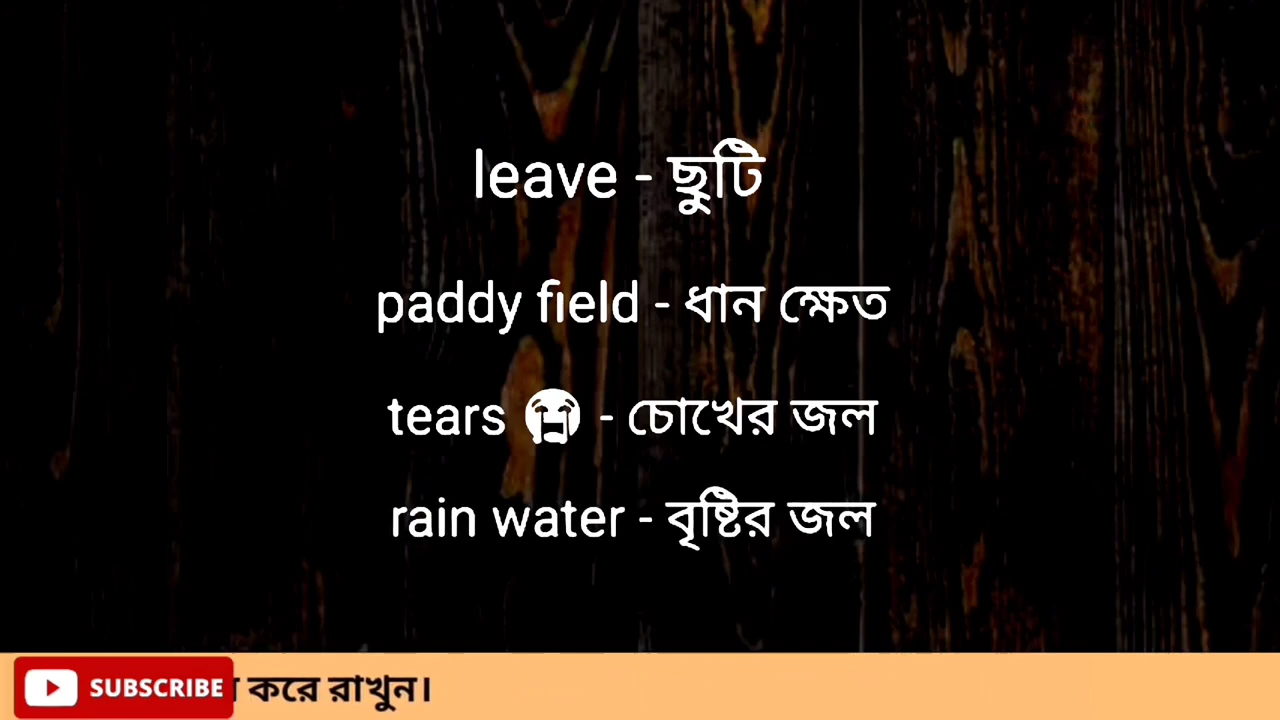 leave - ছুটি
paddy field - ধান ক্ষেত
tears 😭 - চোখের জল
rain water - বৃষ্টির জল
SUBSCRIBE করে রাখুন।